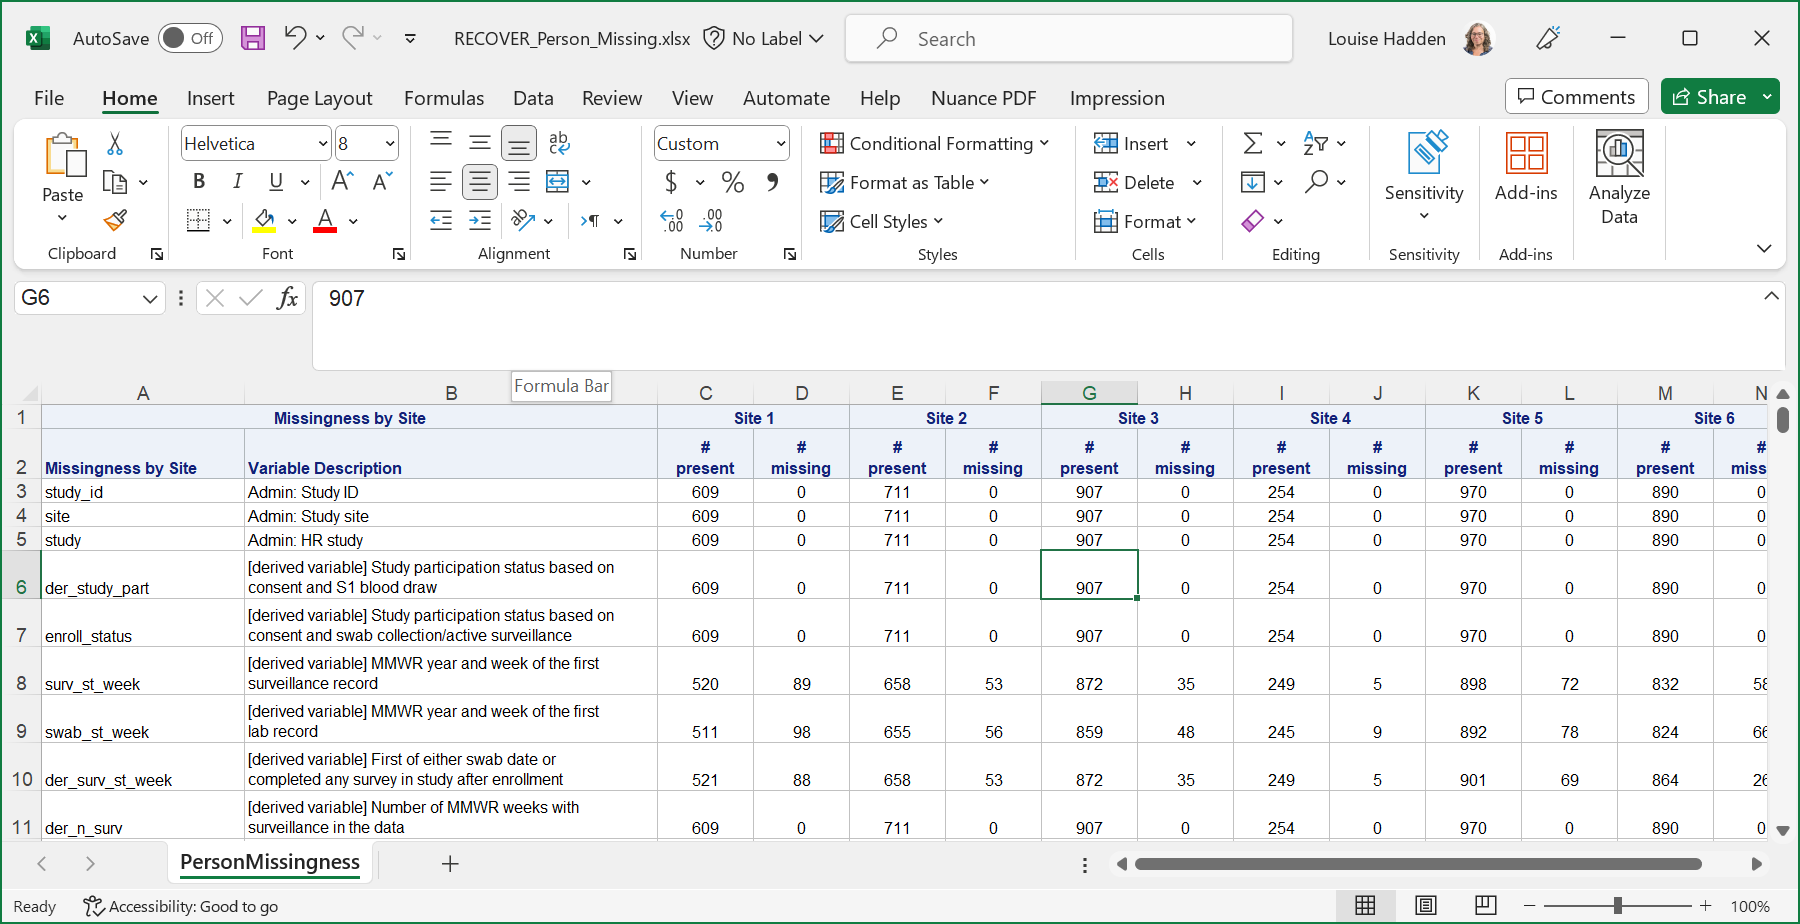 AutoSave Off RECOVER_Person_Missing.xlsx No Label Search Louise Hadden
File Home Insert Page Layout Formulas Data Review View Automate Help Nuance PDF Impression Comments Share
Paste
Clipboard
Helvetica 8
B I U A A
A
Font
ab
Alignment
Custom
$ % 9
Number
Conditional Formatting
Format as Table
Cell Styles
Styles
Insert
Delete
Format
Cells
Editing
Sensitivity
Sensitivity
Add-ins
Add-ins
Analyze
Data
G6 fx 907
Formula Bar
A B C D E F G H I J K L M N
1 Missingness by Site Site 1 Site 2 Site 3 Site 4 Site 5 Site 6
# # # # # # # # # # # #
2 Missingness by Site Variable Description present missing present missing present missing present missing present missing present miss
3 study_id Admin: Study ID 609 0 711 0 907 0 254 0 970 0 890 0
4 site Admin: Study site 609 0 711 0 907 0 254 0 970 0 890 0
5 study Admin: HR study 609 0 711 0 907 0 254 0 970 0 890 0
[derived variable] Study participation status based on
6 der_study_part consent and S1 blood draw 609 0 711 0 907 0 254 0 970 0 890 0
[derived variable] Study participation status based on
7 enroll_status consent and swab collection/active surveillance 609 0 711 0 907 0 254 0 970 0 890 0
[derived variable] MMWR year and week of the first
8 surv_st_week surveillance record 520 89 658 53 872 35 249 5 898 72 832 58
[derived variable] MMWR year and week of the first
9 swab_st_week lab record 511 98 655 56 859 48 245 9 892 78 824 66
[derived variable] First of either swab date or
10 der_surv_st_week completed any survey in study after enrollment 521 88 658 53 872 35 249 5 901 69 864 26
[derived variable] Number of MMWR weeks with
11 der_n_surv surveillance in the data 609 0 711 0 907 0 254 0 970 0 890 0
PersonMissingness
Ready Accessibility: Good to go 100%